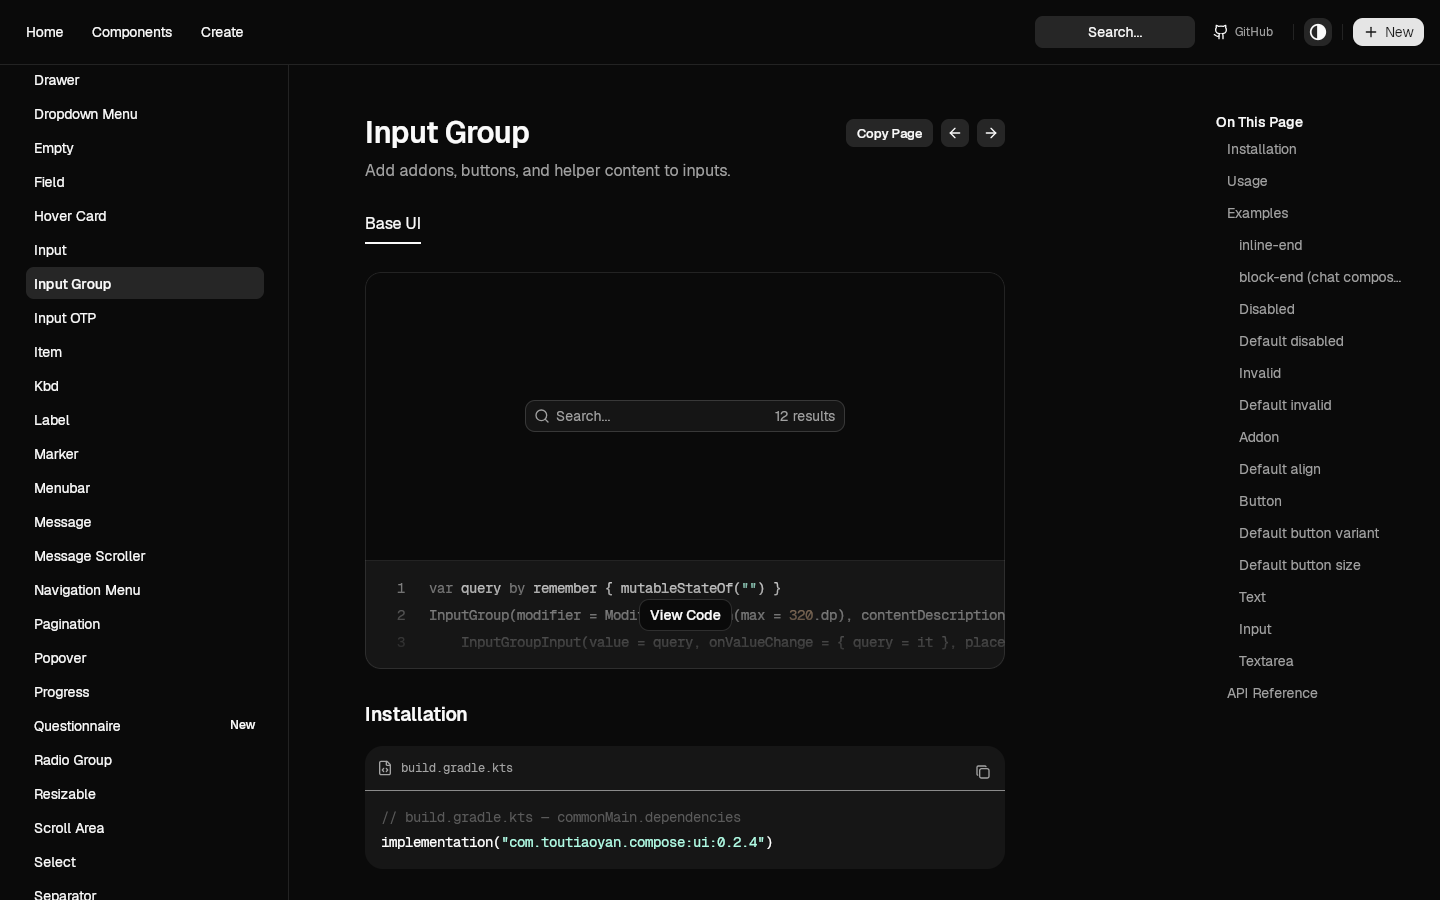 Home
Components
Create
Search...
GitHub
New
Drawer
Dropdown Menu
Empty
Field
Hover Card
Input
Input Group
Input OTP
Item
Kbd
Label
Marker
Menubar
Message
Message Scroller
Navigation Menu
Pagination
Popover
Progress
Questionnaire New
Radio Group
Resizable
Scroll Area
Select
Separator
Input Group
Copy Page
Add addons, buttons, and helper content to inputs.
Base UI
Search...
12 results
1 var query by remember { mutableStateOf("") }
2 InputGroup(modifier = (max = 320.dp), contentDescription
View Code
3 InputGroupInput(value = query, onValueChange = { query = it }, place
Installation
build.gradle.kts
// build.gradle.kts — commonMain.dependencies
implementation("com.toutiaoyan.compose:ui:0.2.4")
On This Page
Installation
Usage
Examples
inline-end
block-end (chat compos...
Disabled
Default disabled
Invalid
Default invalid
Addon
Default align
Button
Default button variant
Default button size
Text
Input
Textarea
API Reference